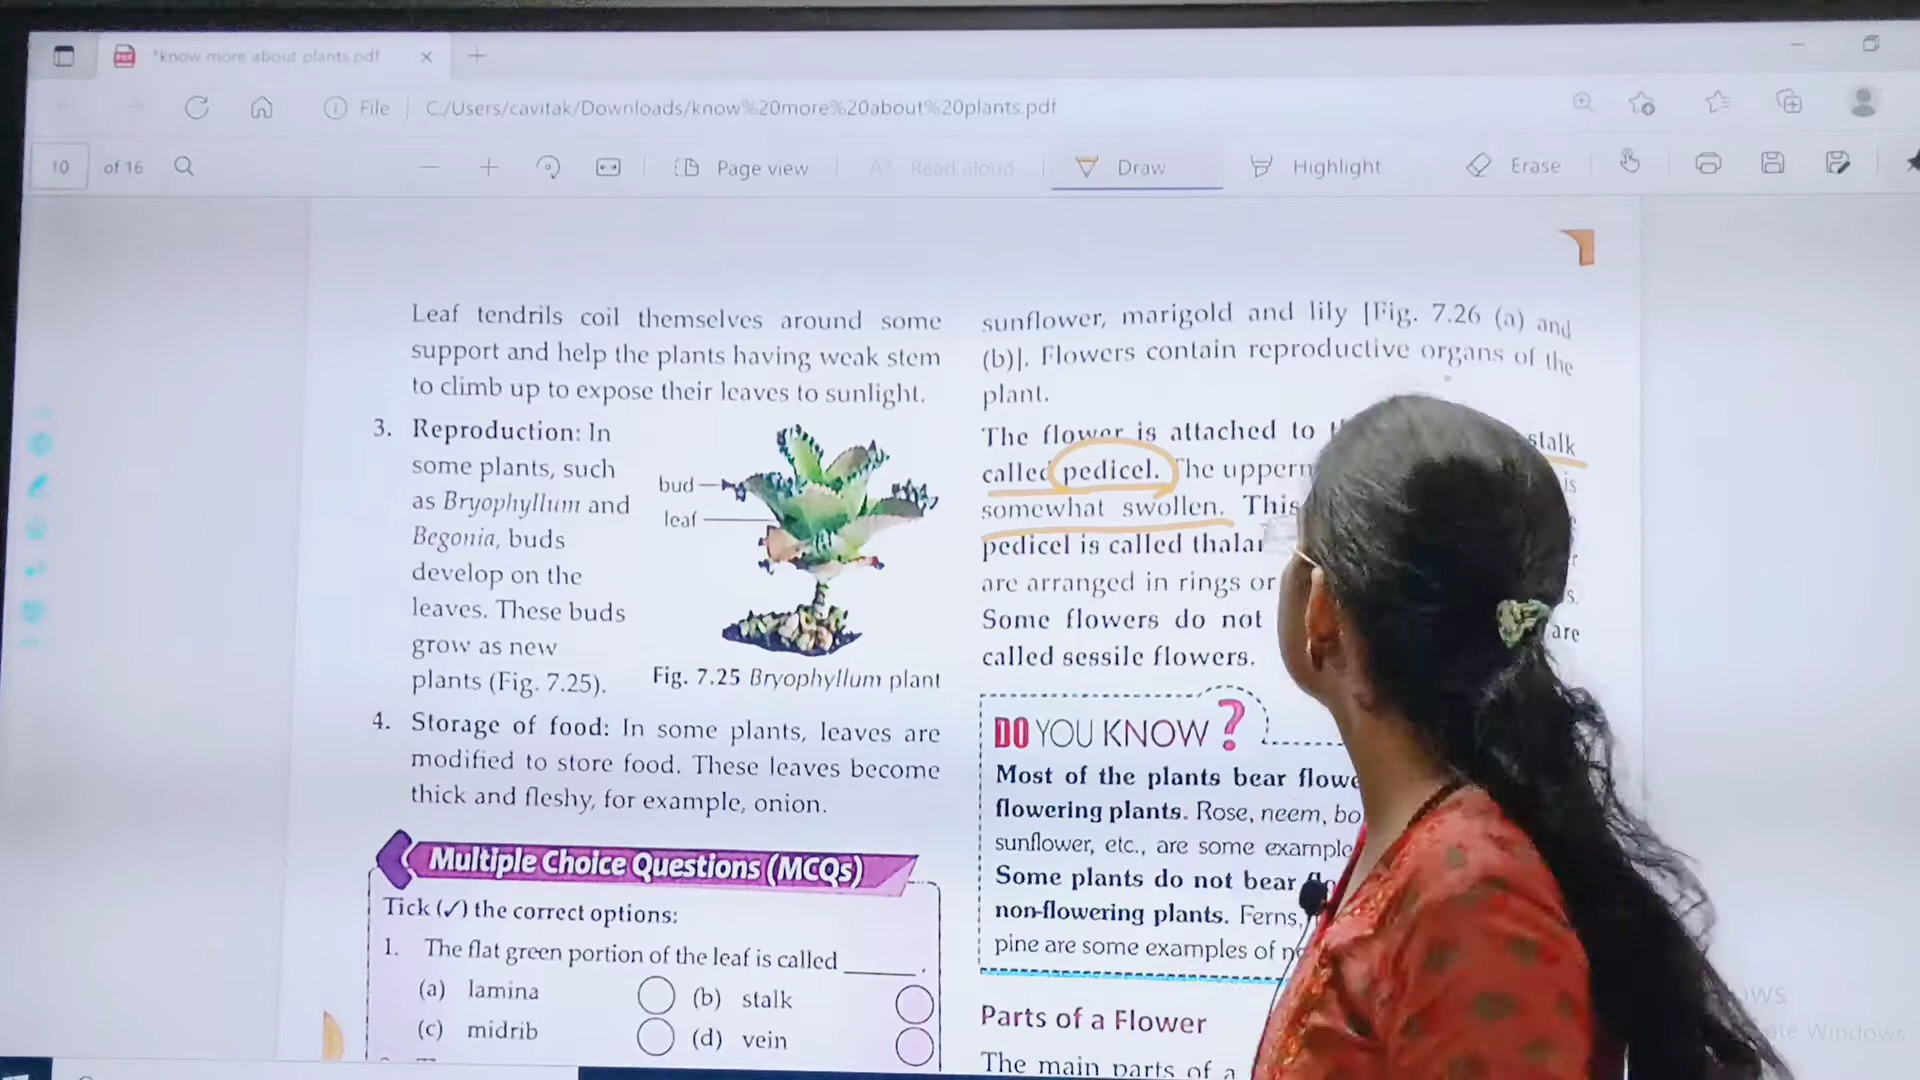 *know more about plants.pdf
File
C:/Users/cavitak/Downloads/know%20more%20about%20plants.pdf
10 of 16
Page view
Read aloud
Draw
Highlight
Erase
Leaf tendrils coil themselves around some
support and help the plants having weak stem
to climb up to expose their leaves to sunlight.
3. Reproduction: In
some plants, such
as Bryophyllum and
Begonia, buds
develop on the
leaves. These buds
grow as new
plants (Fig. 7.25).
bud
leaf
Fig. 7.25 Bryophyllum plant
4. Storage of food: In some plants, leaves are
modified to store food. These leaves become
thick and fleshy, for example, onion.
Multiple Choice Questions (MCQs)
Tick (✓) the correct options:
1. The flat green portion of the leaf is called ______.
(a) lamina (b) stalk
(c) midrib (d) vein
sunflower, marigold and lily [Fig. 7.26 (a) and
(b)]. Flowers contain reproductive organs of the
plant.
The flower is attached to stalk
called pedicel. The is
somewhat swollen. This
pedicel is called
are arranged in rings or
Some flowers do not are
called sessile flowers.
DO YOU KNOW?
Most of the plants bear
flowering plants. Rose, neem,
sunflower, etc., are some
Some plants do not bear
non-flowering plants. Ferns,
pine are some examples of
Parts of a Flower
The main parts of a
Windows